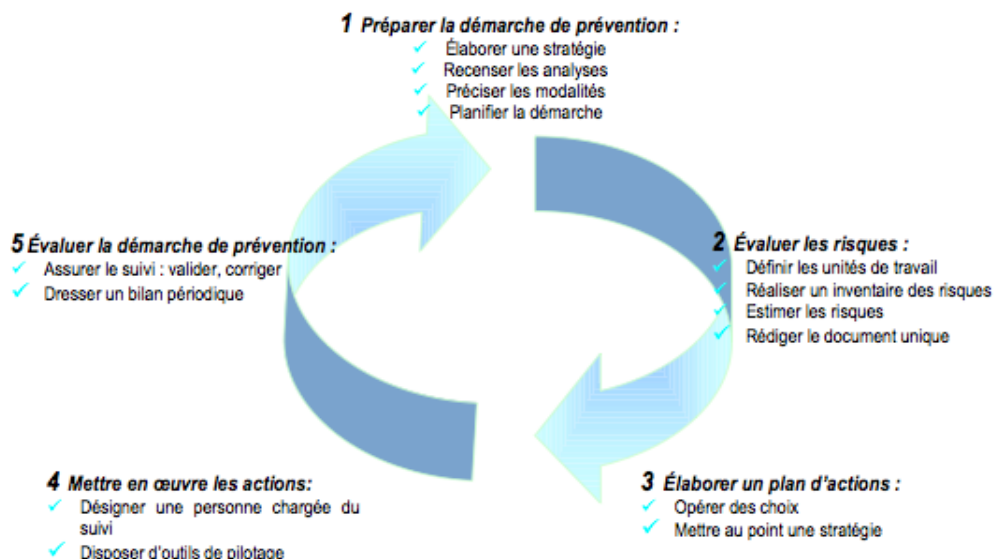 1 Préparer la démarche de prévention :
✓ Élaborer une stratégie
✓ Recenser les analyses
✓ Préciser les modalités
✓ Planifier la démarche
2 Évaluer les risques :
✓ Définir les unités de travail
✓ Réaliser un inventaire des risques
✓ Estimer les risques
✓ Rédiger le document unique
3 Élaborer un plan d'actions :
✓ Opérer des choix
✓ Mettre au point une stratégie
4 Mettre en œuvre les actions:
✓ Désigner une personne chargée du
suivi
✓ Disposer d'outils de pilotage
5 Évaluer la démarche de prévention :
✓ Assurer le suivi : valider, corriger
✓ Dresser un bilan périodique